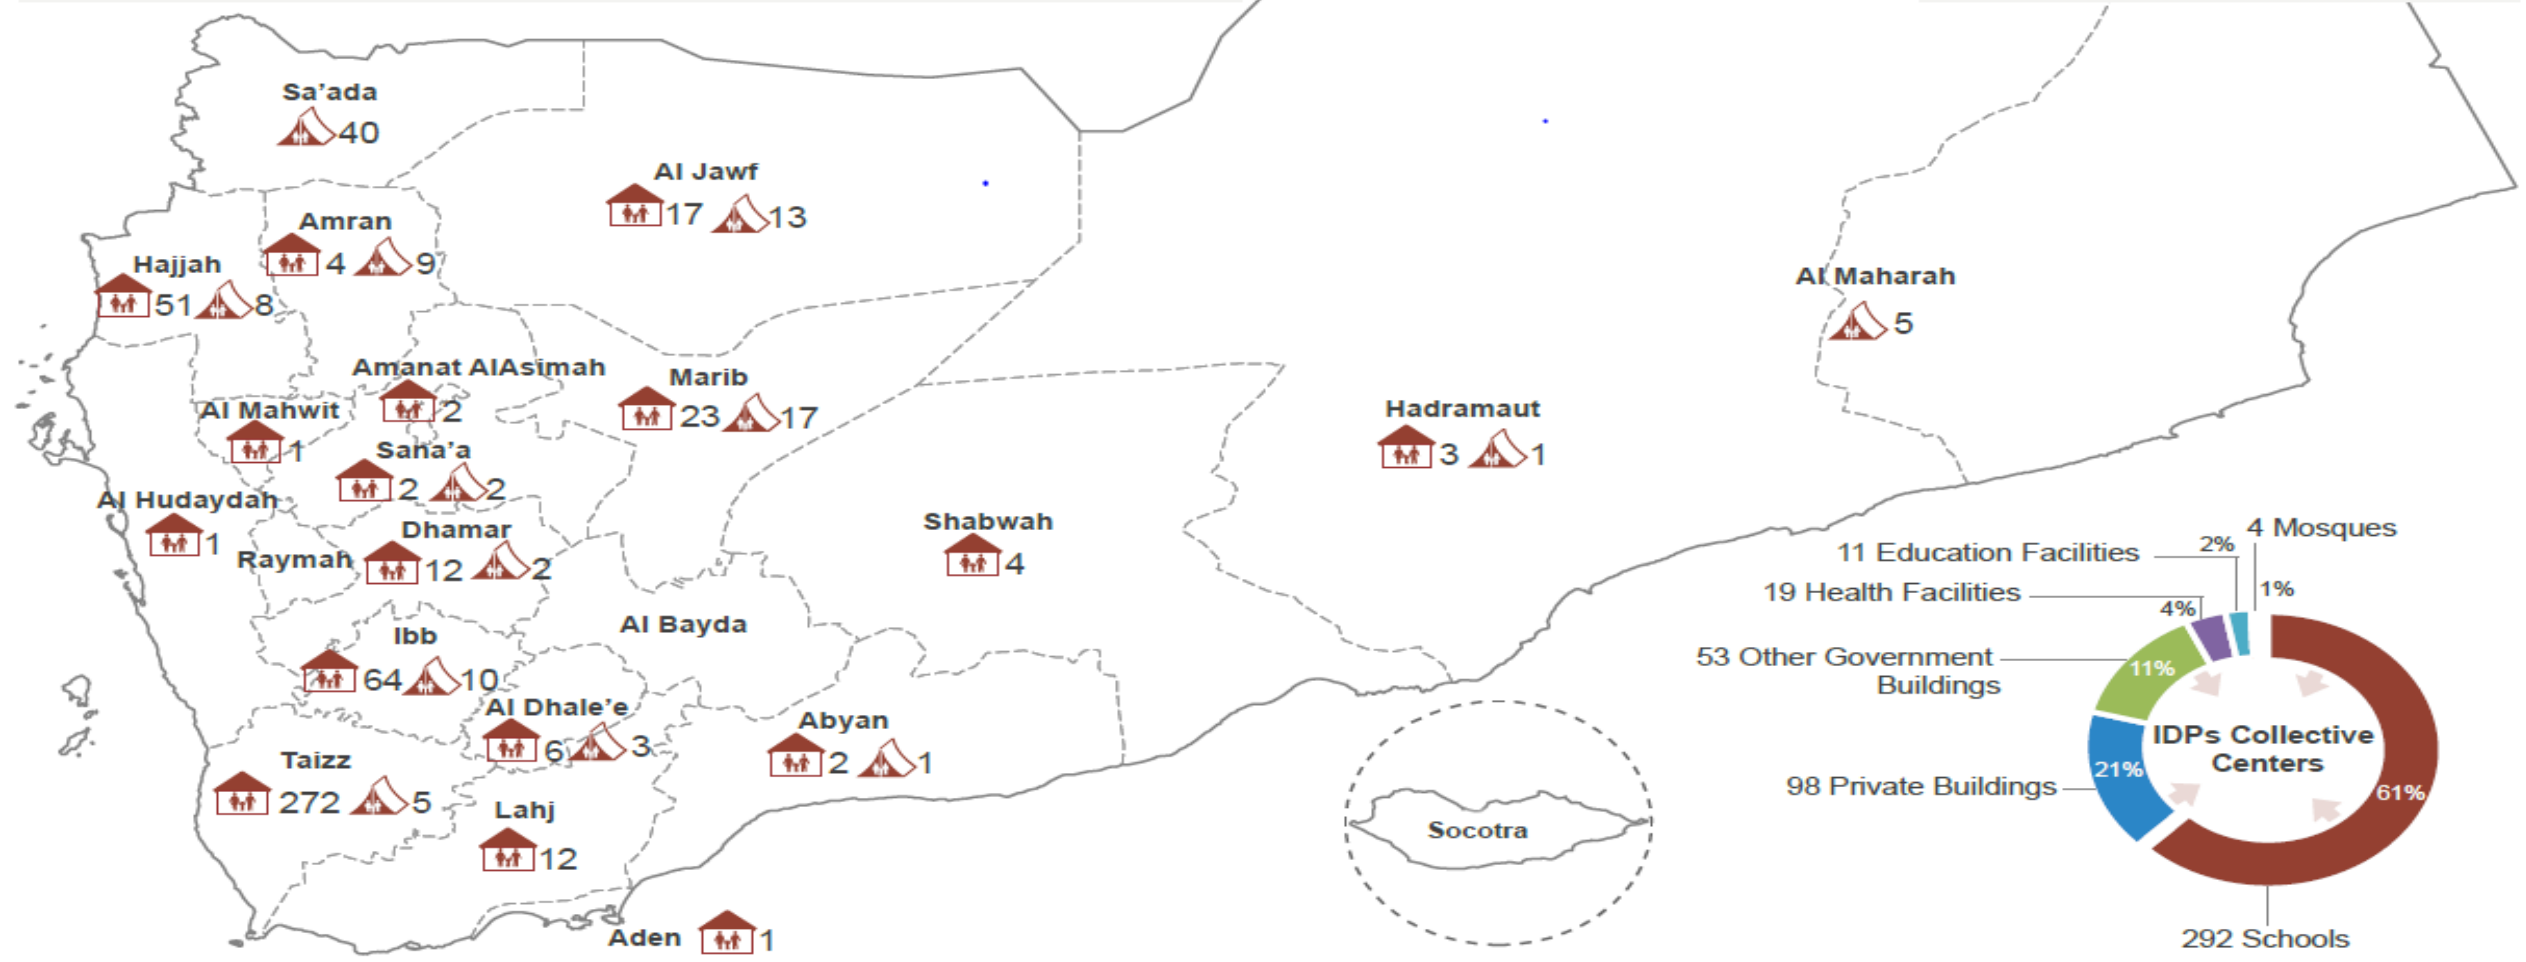 Sa'ada
40
Al Jawf
17 13
Amran
4 9
Hajjah
51 8
Al Maharah
5
Amanat AlAsimah
2
Marib
23 17
Al Mahwit
1
Hadramaut
3 1
Sana'a
2 2
Al Hudaydah
1
Dhamar
12 2
Raymah
Shabwah
4
Al Bayda
Ibb
64 10
Al Dhale'e
6 3
Abyan
2 1
Taizz
272 5
Lahj
12
Aden 1
Socotra
4 Mosques
1%
11 Education Facilities
2%
19 Health Facilities
4%
53 Other Government
Buildings
11%
IDPs Collective
Centers
98 Private Buildings
21%
61%
292 Schools